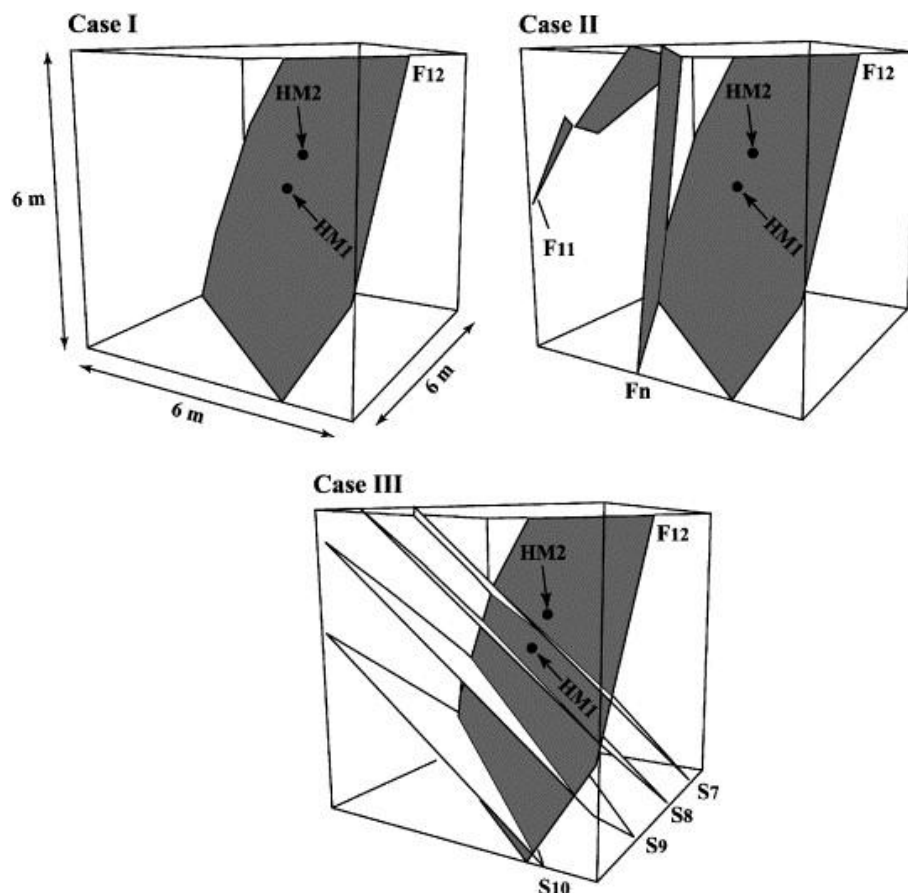 Case I
F12
HM2
HM1
6 m
6 m
6 m
Case II
F12
HM2
HM1
F11
Fn
Case III
F12
HM2
HM1
S7
S8
S9
S10